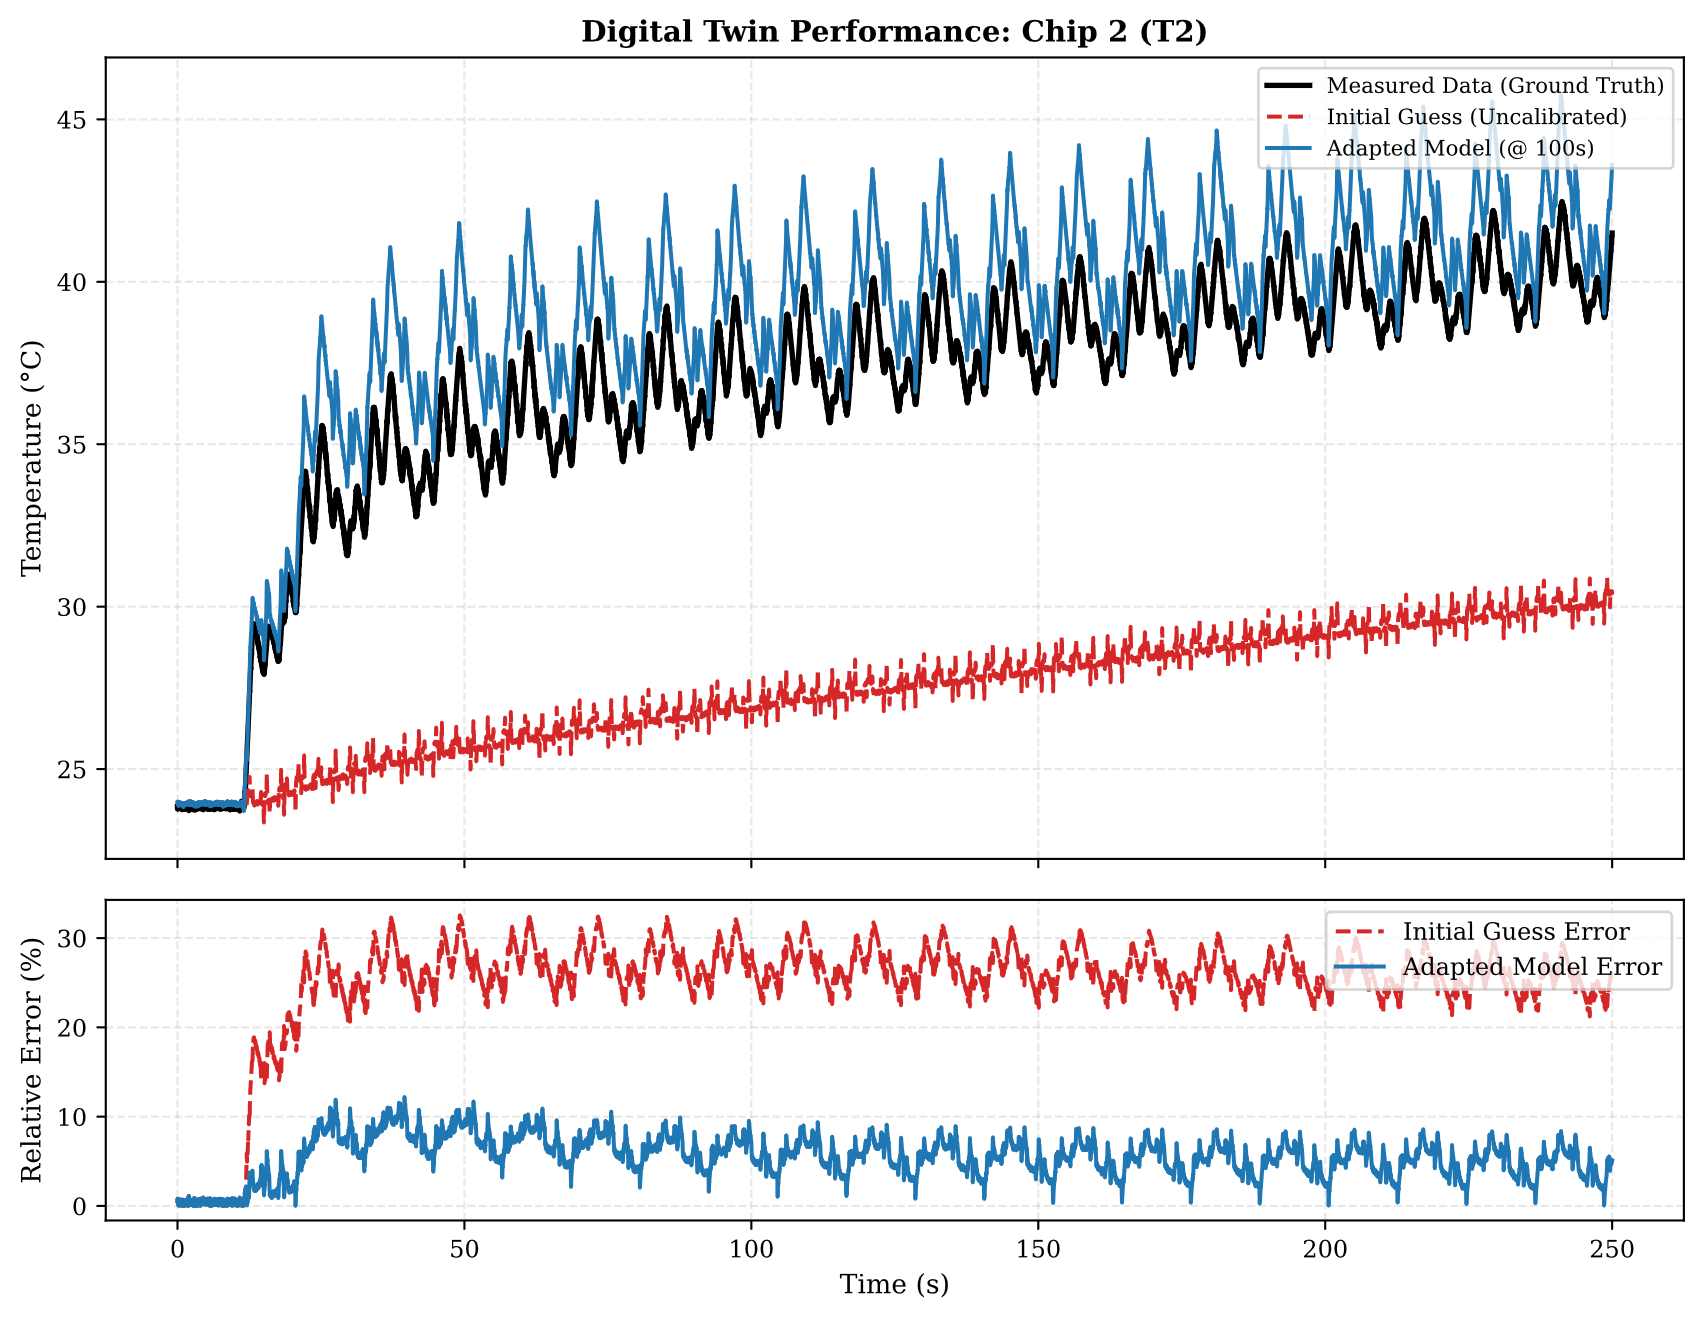 Digital Twin Performance: Chip 2 (T2)
Measured Data (Ground Truth)
Initial Guess (Uncalibrated)
Adapted Model (@ 100s)
Temperature (°C)
45
40
35
30
25
Initial Guess Error
Adapted Model Error
Relative Error (%)
30
20
10
0
0 50 100 150 200 250
Time (s)